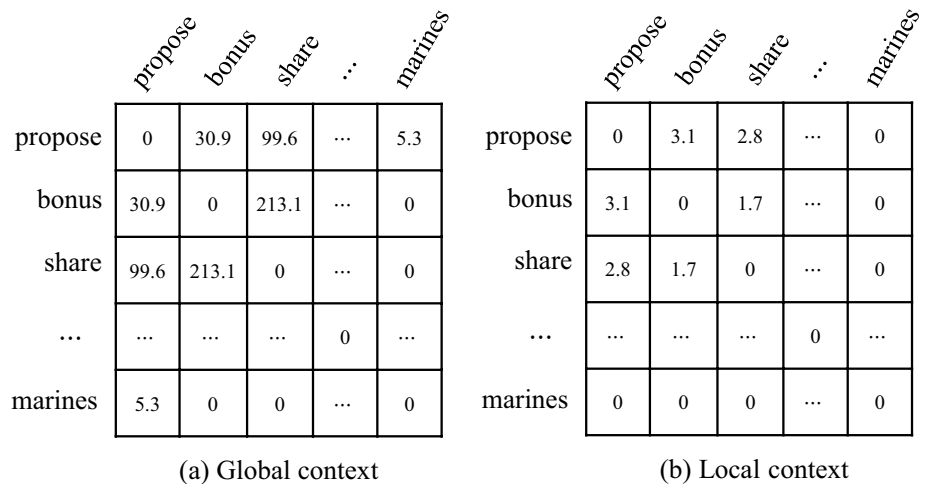 propose bonus share ... marines
propose 0 30.9 99.6 ... 5.3
bonus 30.9 0 213.1 ... 0
share 99.6 213.1 0 ... 0
... ... ... ... 0 ...
marines 5.3 0 0 ... 0
(a) Global context
propose bonus share ... marines
propose 0 3.1 2.8 ... 0
bonus 3.1 0 1.7 ... 0
share 2.8 1.7 0 ... 0
... ... ... ... 0 ...
marines 0 0 0 ... 0
(b) Local context